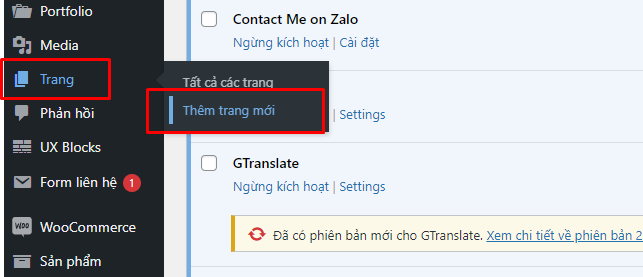 Portfolio
Media
Trang
Phản hồi
UX Blocks
Form liên hệ 1
WOO WooCommerce
Sản phẩm
Tất cả các trang
Thêm trang mới
Contact Me on Zalo
Ngừng kích hoạt | Cài đặt
| Settings
GTranslate
Ngừng kích hoạt | Settings
Đã có phiên bản mới cho GTranslate. Xem chi tiết về phiên bản 2